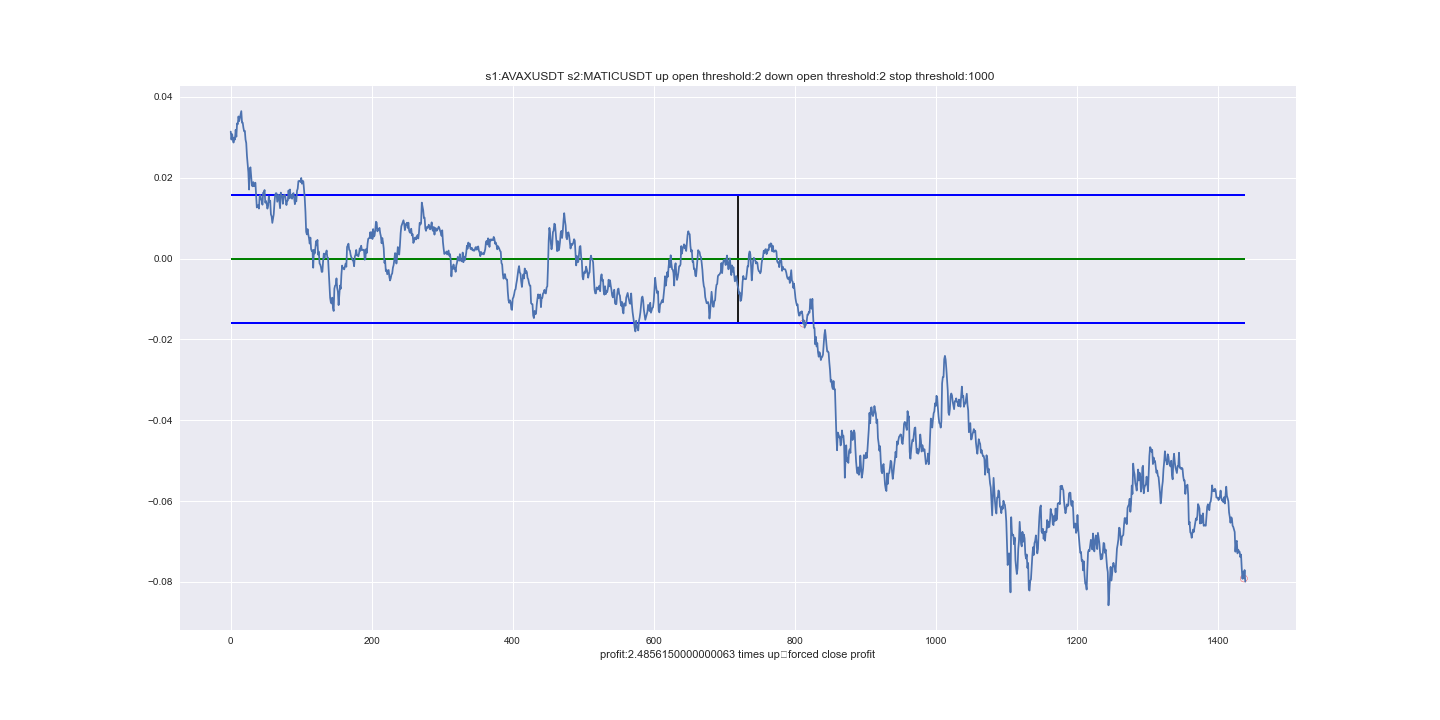 s1:AVAXUSDT s2:MATICUSDT up open threshold:2 down open threshold:2 stop threshold:1000
0.04
0.02
0.00
−0.02
−0.04
−0.06
−0.08
0 200 400 600 800 1000 1200 1400
profit:2.4856150000000063 times up□forced close profit